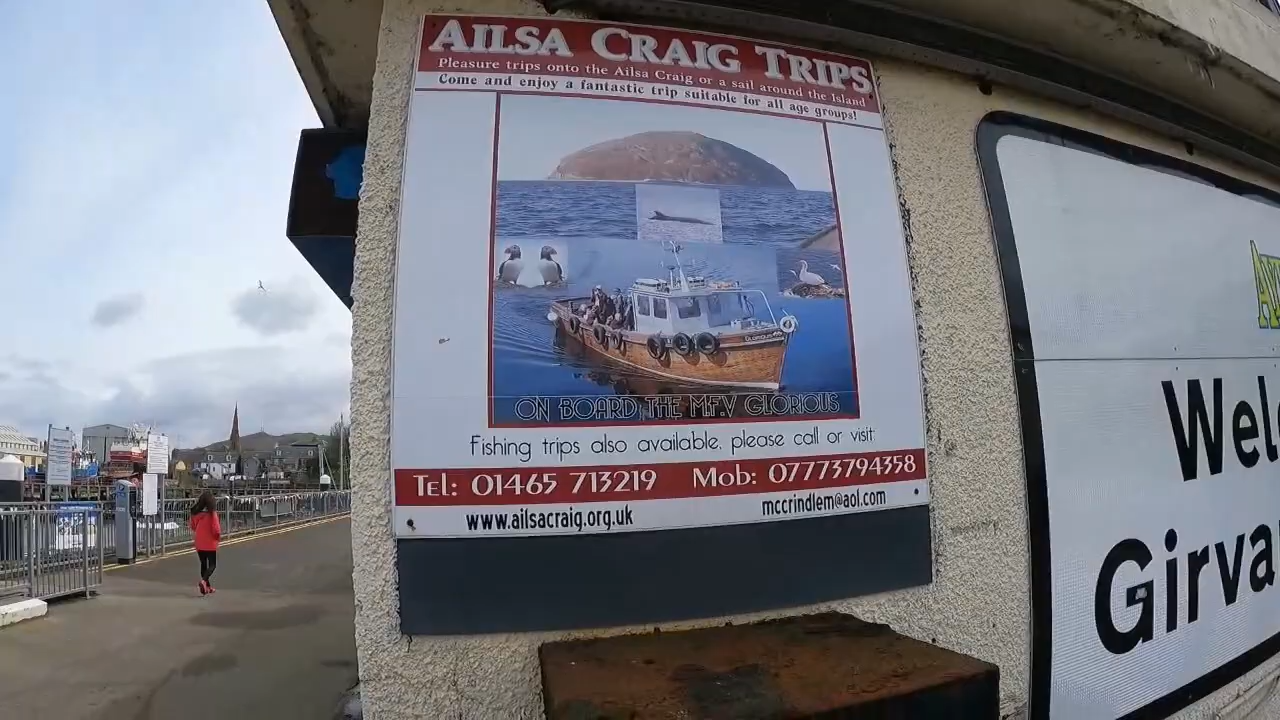 AILSA CRAIG TRIPS
Pleasure trips onto the Ailsa Craig or a sail around the Island
Come and enjoy a fantastic trip suitable for all age groups!
ON BOARD THE M.F.V GLORIOUS
Fishing trips also available. please call or visit:
Tel: 01465 713219 Mob: 07773794358
www.ailsacraig.org.uk
mccrindlem@aol.com